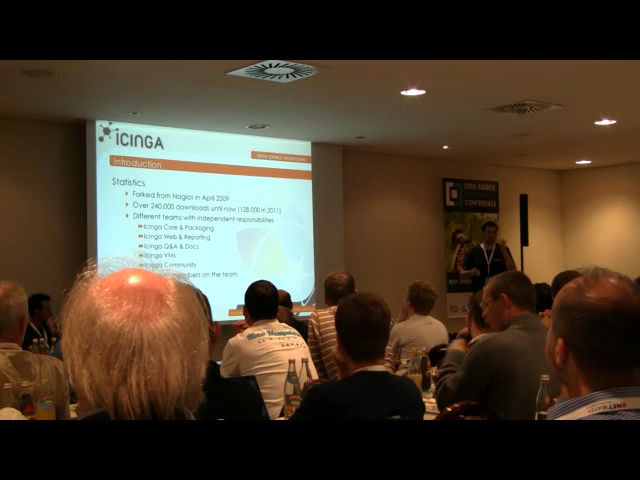 ICINGA
OPEN SOURCE MONITORING
Introduction
Statistics
Forked from Nagios in April 2009
Over 240.000 downloads until now (128.000 in 2011)
Different teams with independent responsibilities
Icinga Core & Packaging
Icinga Web & Reporting
Icinga Q&A & Docs
Icinga VMs
Icinga Community
members on the team
OPEN SOURCE
CONFERENCE